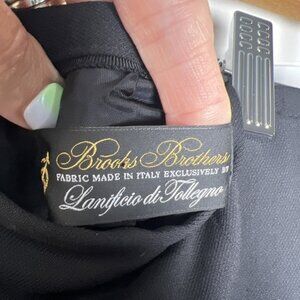 Brooks Brothers
FABRIC MADE IN ITALY EXCLUSIVELY BY
Lanificio di Tollegno